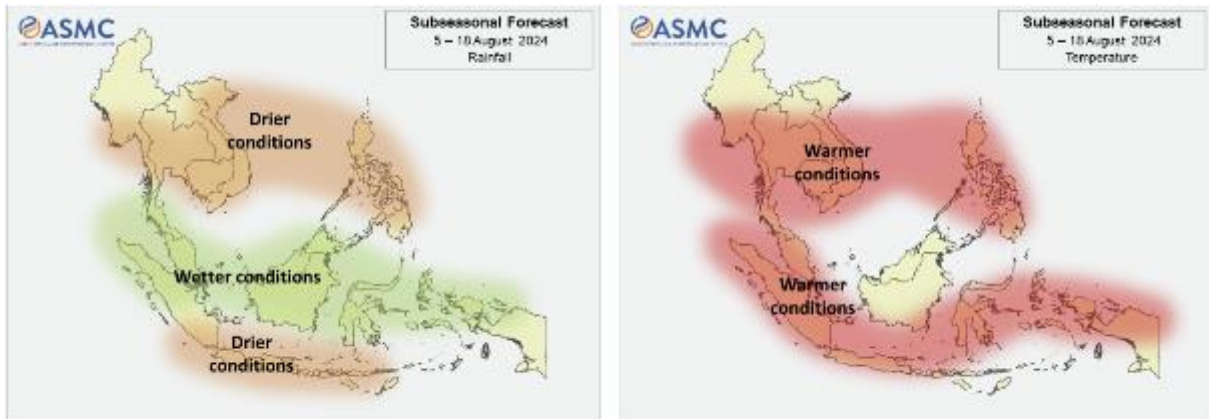 ASMC
Subseasonal Forecast
5 – 18 August 2024
Rainfall
Drier
conditions
Wetter conditions
Drier
conditions
ASMC
Subseasonal Forecast
5 – 18 August 2024
Temperature
Warmer
conditions
Warmer
conditions